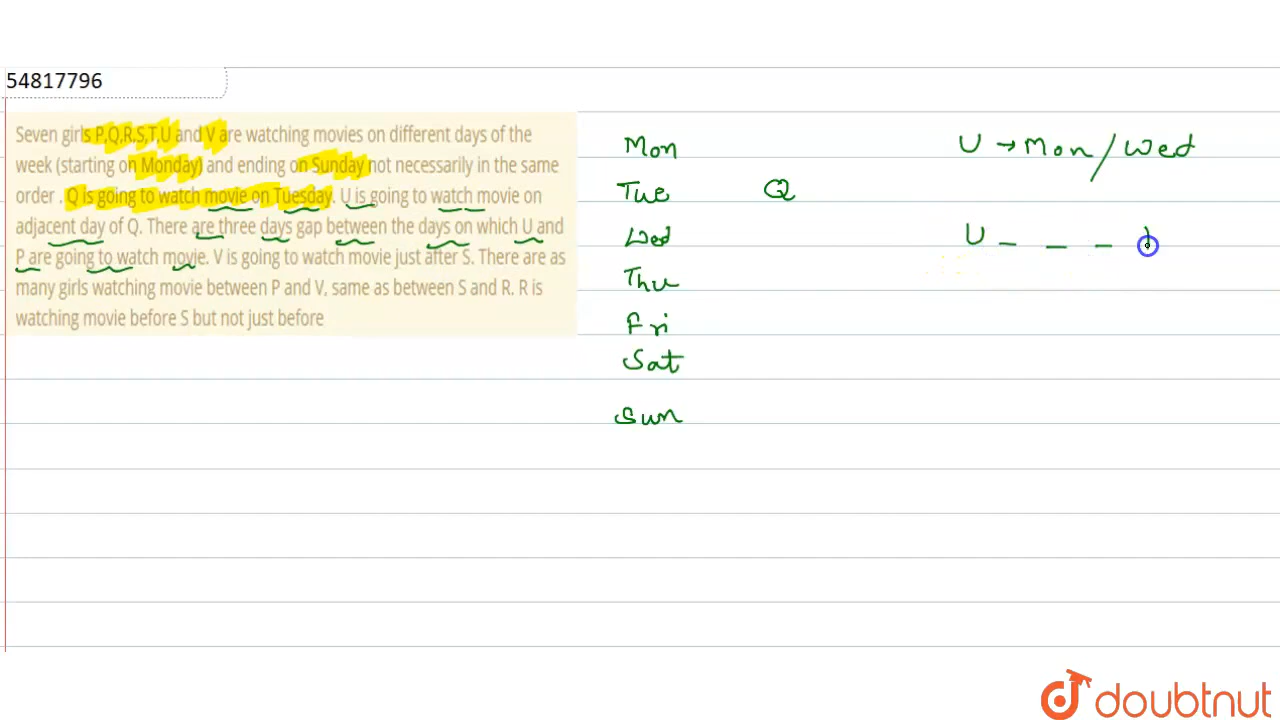 54817796
Seven girls P,Q,R,S,T,U and V are watching movies on different days of the
week (starting on Monday) and ending on Sunday not necessarily in the same
order . Q is going to watch movie on Tuesday. U is going to watch movie on
adjacent day of Q. There are three days gap between the days on which U and
P are going to watch movie. V is going to watch movie just after S. There are as
many girls watching movie between P and V, same as between S and R. R is
watching movie before S but not just before
Mon
Tue Q
Wed
Thu
Fri
Sat
Sun
U → Mon / Wed
U _ _ _
doubtnut